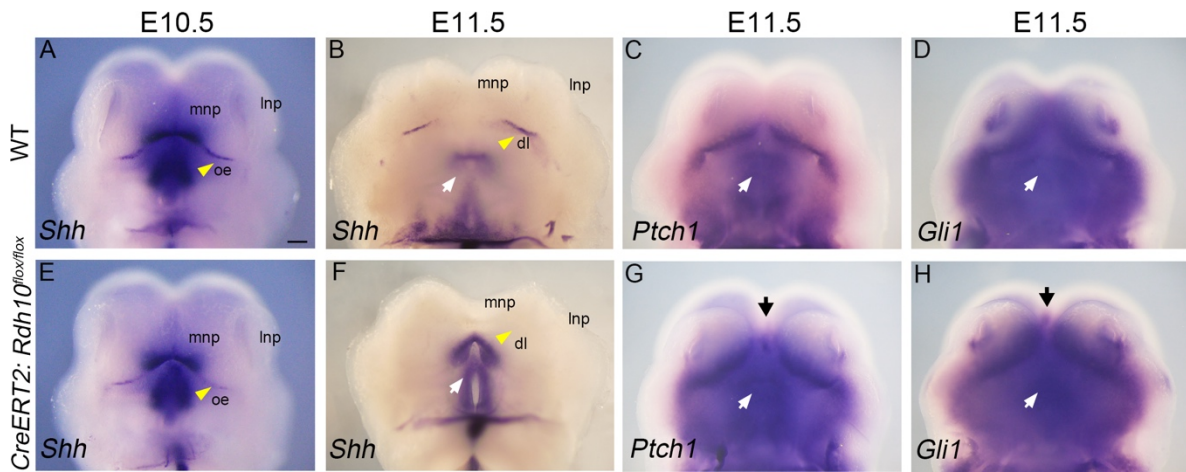 E10.5 E11.5 E11.5 E11.5
WT
A mnp lnp oe Shh
B mnp lnp dl Shh
C Ptch1
D Gli1
CreERT2: Rdh10flox/flox
E mnp lnp oe Shh
F mnp lnp dl Shh
G Ptch1
H Gli1